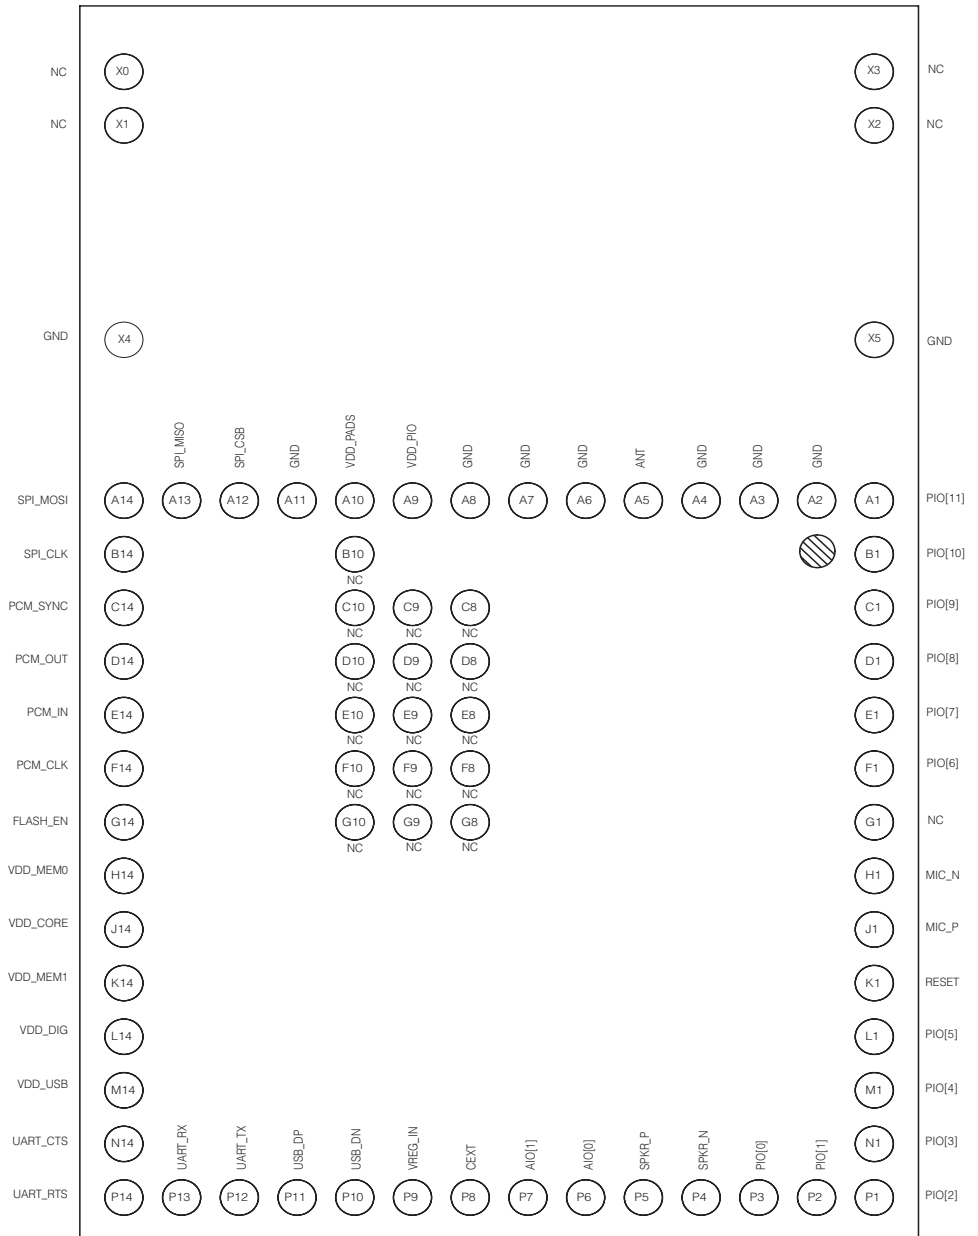 NC X0 X3 NC
NC X1 X2 NC
GND X4 X5 GND
SPI_MISO SPI_CSB GND VDD_PADS VDD_PIO GND GND GND ANT GND GND GND
SPI_MOSI A14 A13 A12 A11 A10 A9 A8 A7 A6 A5 A4 A3 A2 A1 PIO[11]
SPI_CLK B14 B10 B1 PIO[10]
NC
PCM_SYNC C14 C10 C9 C8 C1 PIO[9]
NC NC NC
PCM_OUT D14 D10 D9 D8 D1 PIO[8]
NC NC NC
PCM_IN E14 E10 E9 E8 E1 PIO[7]
NC NC NC
PCM_CLK F14 F10 F9 F8 F1 PIO[6]
NC NC NC
FLASH_EN G14 G10 G9 G8 G1 NC
NC NC NC
VDD_MEM0 H14 H1 MIC_N
VDD_CORE J14 J1 MIC_P
VDD_MEM1 K14 K1 RESET
VDD_DIG L14 L1 PIO[5]
VDD_USB M14 M1 PIO[4]
UART_CTS N14 N1 PIO[3]
UART_RX UART_TX USB_DP USB_DN VREG_IN CEXT AIO[1] AIO[0] SPKR_P SPKR_N PIO[0] PIO[1]
UART_RTS P14 P13 P12 P11 P10 P9 P8 P7 P6 P5 P4 P3 P2 P1 PIO[2]